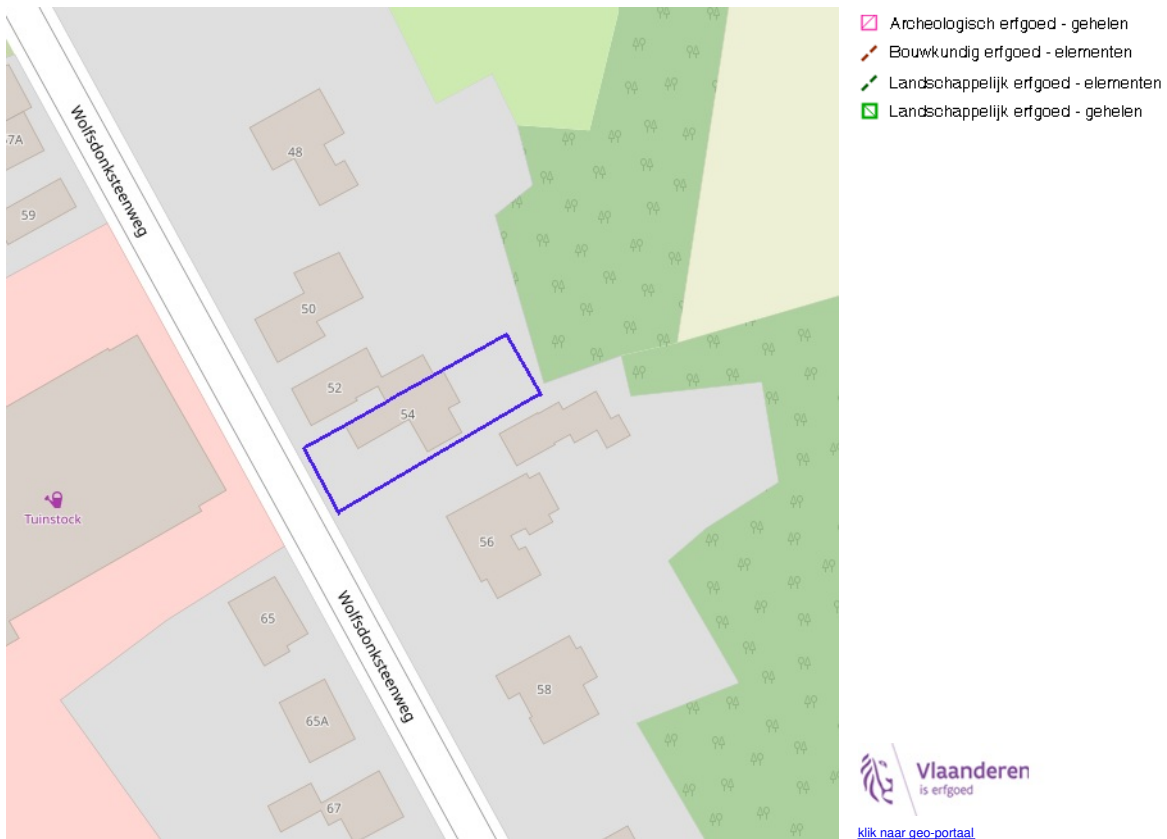 Archeologisch erfgoed - gehelen
Bouwkundig erfgoed - elementen
Landschappelijk erfgoed - elementen
Landschappelijk erfgoed - gehelen
57A
59
Wolfsdonksteenweg
48
50
52
54
Tuinstock
56
65
Wolfsdonksteenweg
58
65A
67
Vlaanderen
is erfgoed
klik naar geo-portaal